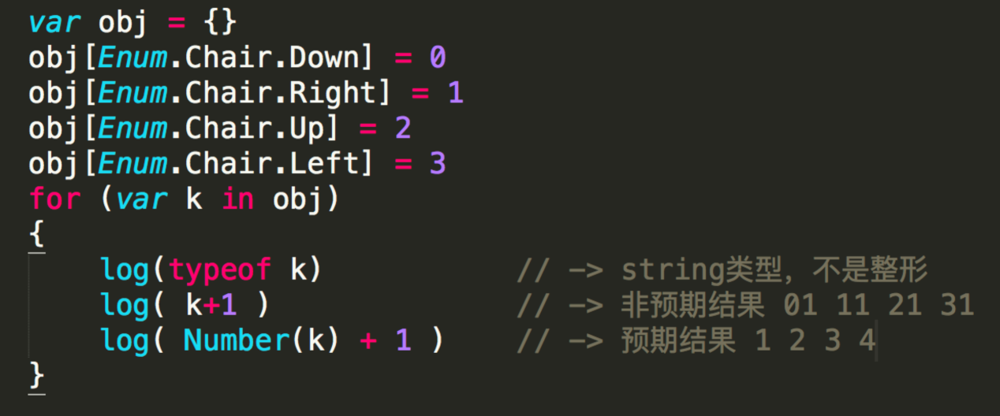 var obj = {}
obj[Enum.Chair.Down] = 0
obj[Enum.Chair.Right] = 1
obj[Enum.Chair.Up] = 2
obj[Enum.Chair.Left] = 3
for (var k in obj)
{
    log(typeof k)           // -> string类型，不是整形
    log( k+1 )              // -> 非预期结果 01 11 21 31
    log( Number(k) + 1 )    // -> 预期结果 1 2 3 4
}